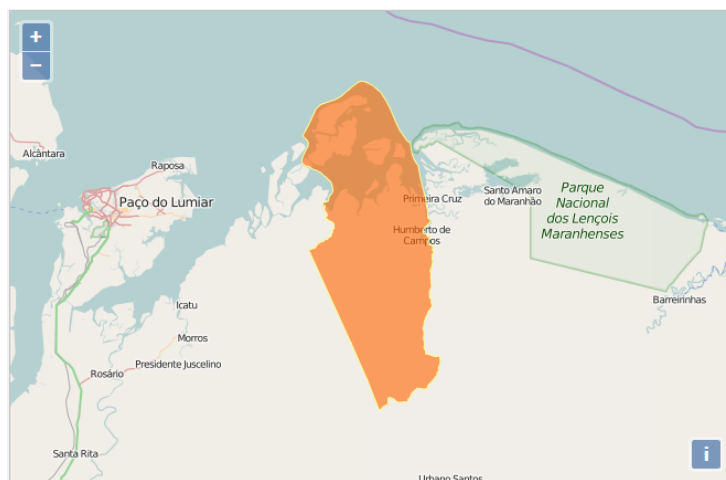 +
−
Alcântara
Raposa
Paço do Lumiar
Primeira Cruz
Santo Amaro
do Maranhão
Parque
Nacional
dos Lençois
Maranhenses
Humberto de
Campos
Icatu
Barreirinhas
Morros
Presidente Juscelino
Rosário
Santa Rita
i
Urbano Santos